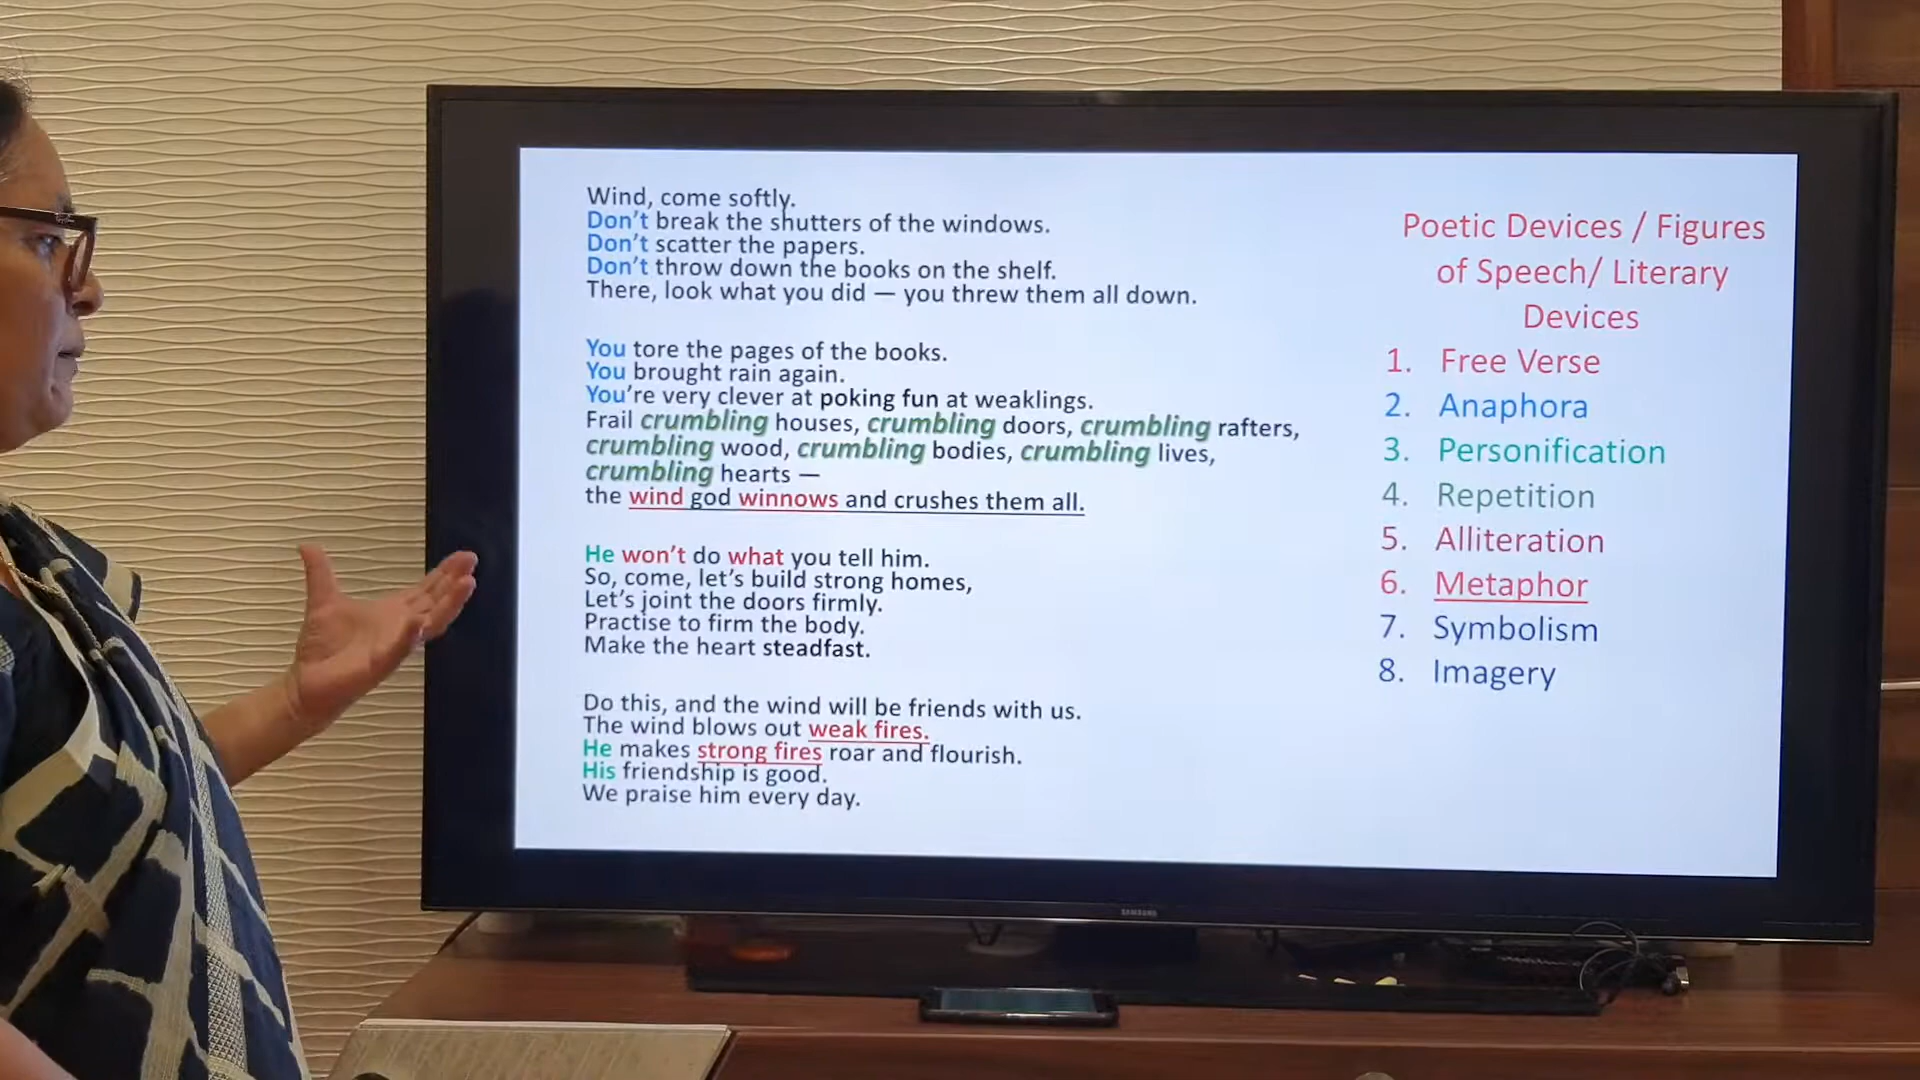 Wind, come softly.
Don't break the shutters of the windows.
Don't scatter the papers.
Don't throw down the books on the shelf.
There, look what you did — you threw them all down.
You tore the pages of the books.
You brought rain again.
You're very clever at poking fun at weaklings.
Frail crumbling houses, crumbling doors, crumbling rafters,
crumbling wood, crumbling bodies, crumbling lives,
crumbling hearts —
the wind god winnows and crushes them all.
He won't do what you tell him.
So, come, let's build strong homes,
Let's joint the doors firmly.
Practise to firm the body.
Make the heart steadfast.
Do this, and the wind will be friends with us.
The wind blows out weak fires.
He makes strong fires roar and flourish.
His friendship is good.
We praise him every day.
Poetic Devices / Figures
of Speech/ Literary
Devices
1. Free Verse
2. Anaphora
3. Personification
4. Repetition
5. Alliteration
6. Metaphor
7. Symbolism
8. Imagery
SAMSUNG